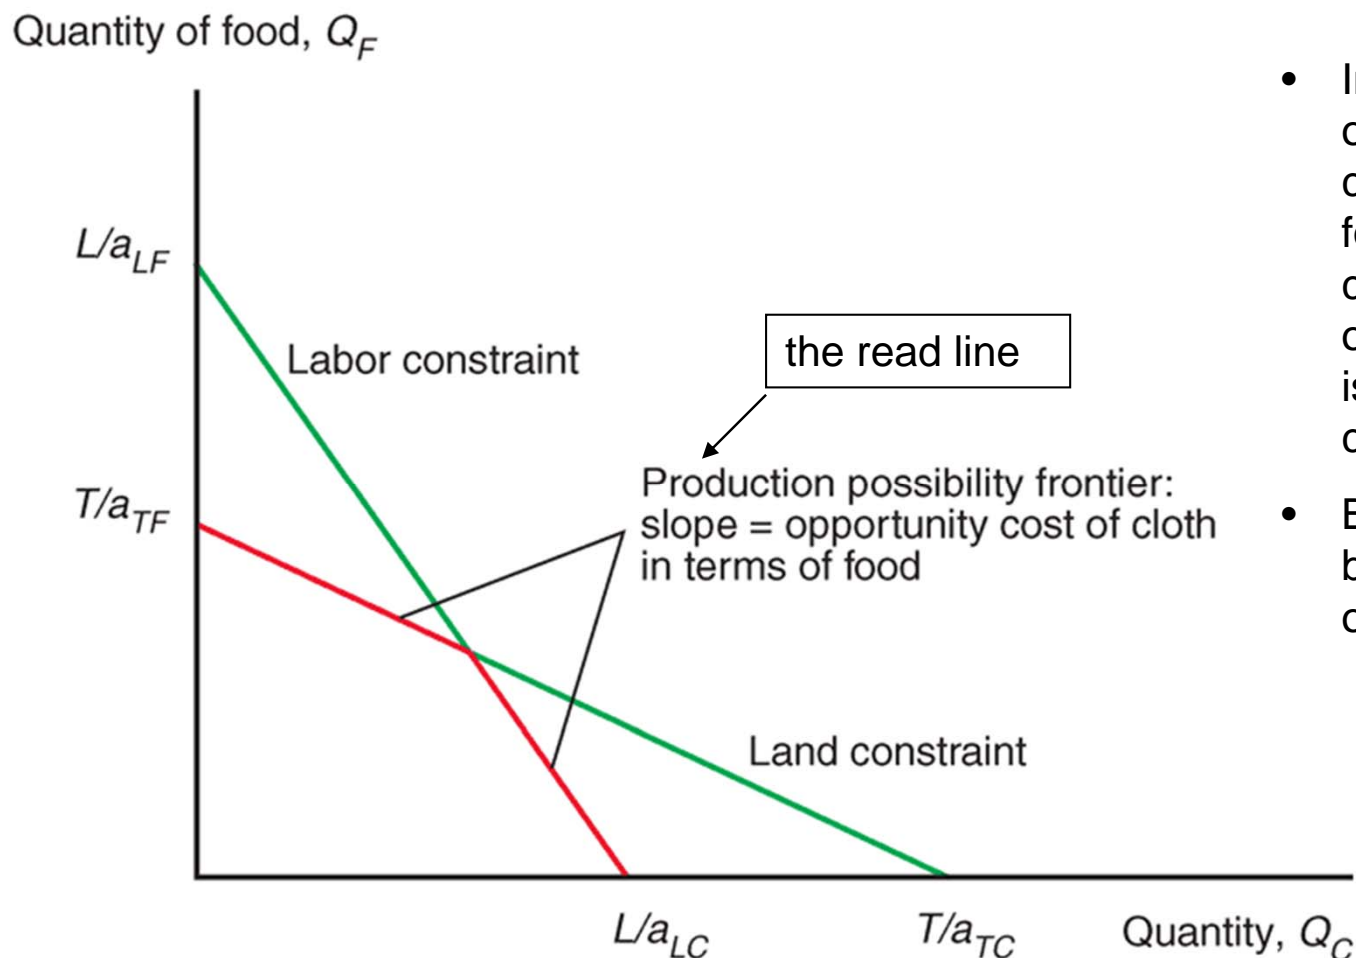 Quantity of food, Q_F
L/a_LF
Labor constraint
the read line
T/a_TF
Production possibility frontier:
slope = opportunity cost of cloth
in terms of food
Land constraint
L/a_LC
T/a_TC
Quantity, Q_C